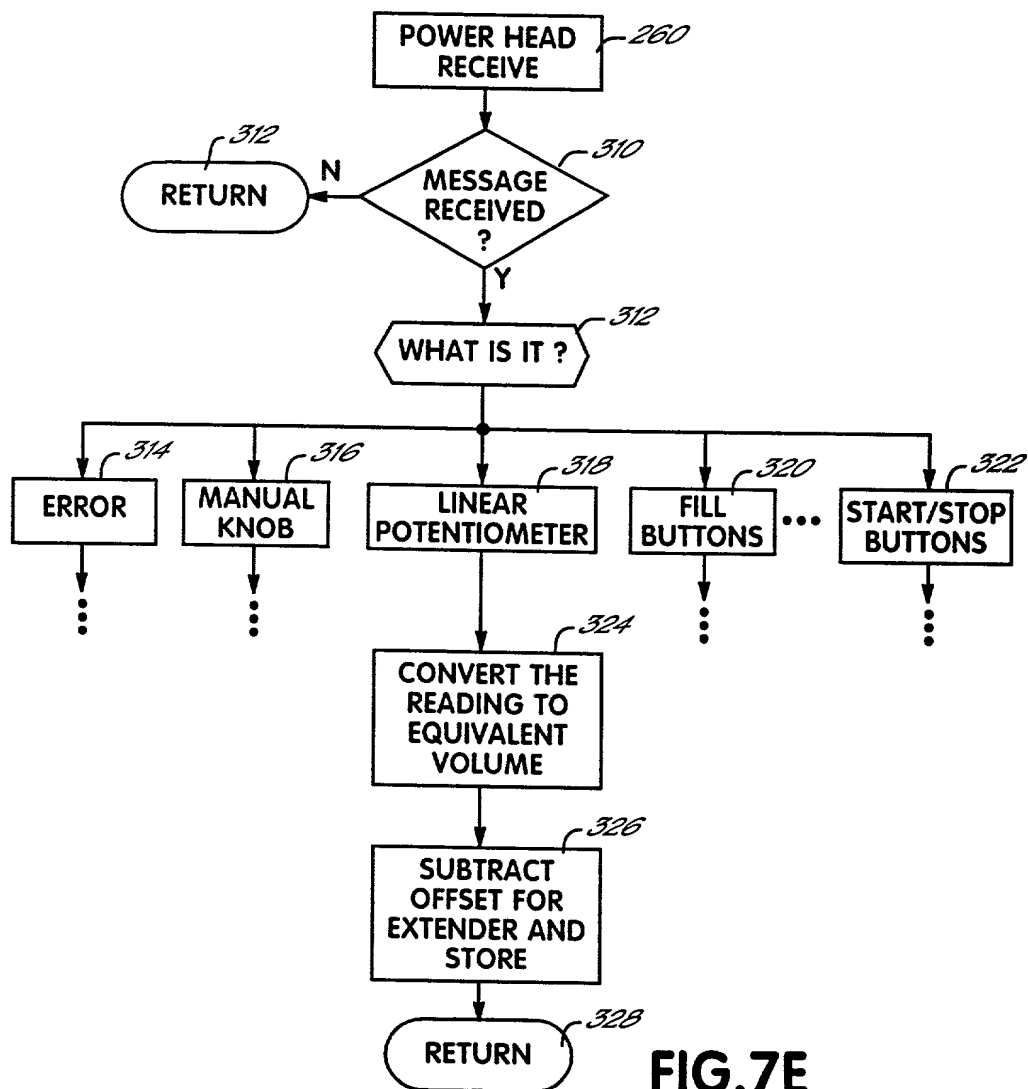 POWER HEAD
RECEIVE
260
312
RETURN
N
310
MESSAGE
RECEIVED
?
Y
312
WHAT IS IT ?
314
ERROR
316
MANUAL
KNOB
318
LINEAR
POTENTIOMETER
320
FILL
BUTTONS
322
START/STOP
BUTTONS
324
CONVERT THE
READING TO
EQUIVALENT
VOLUME
326
SUBTRACT
OFFSET FOR
EXTENDER AND
STORE
328
RETURN
FIG.7E